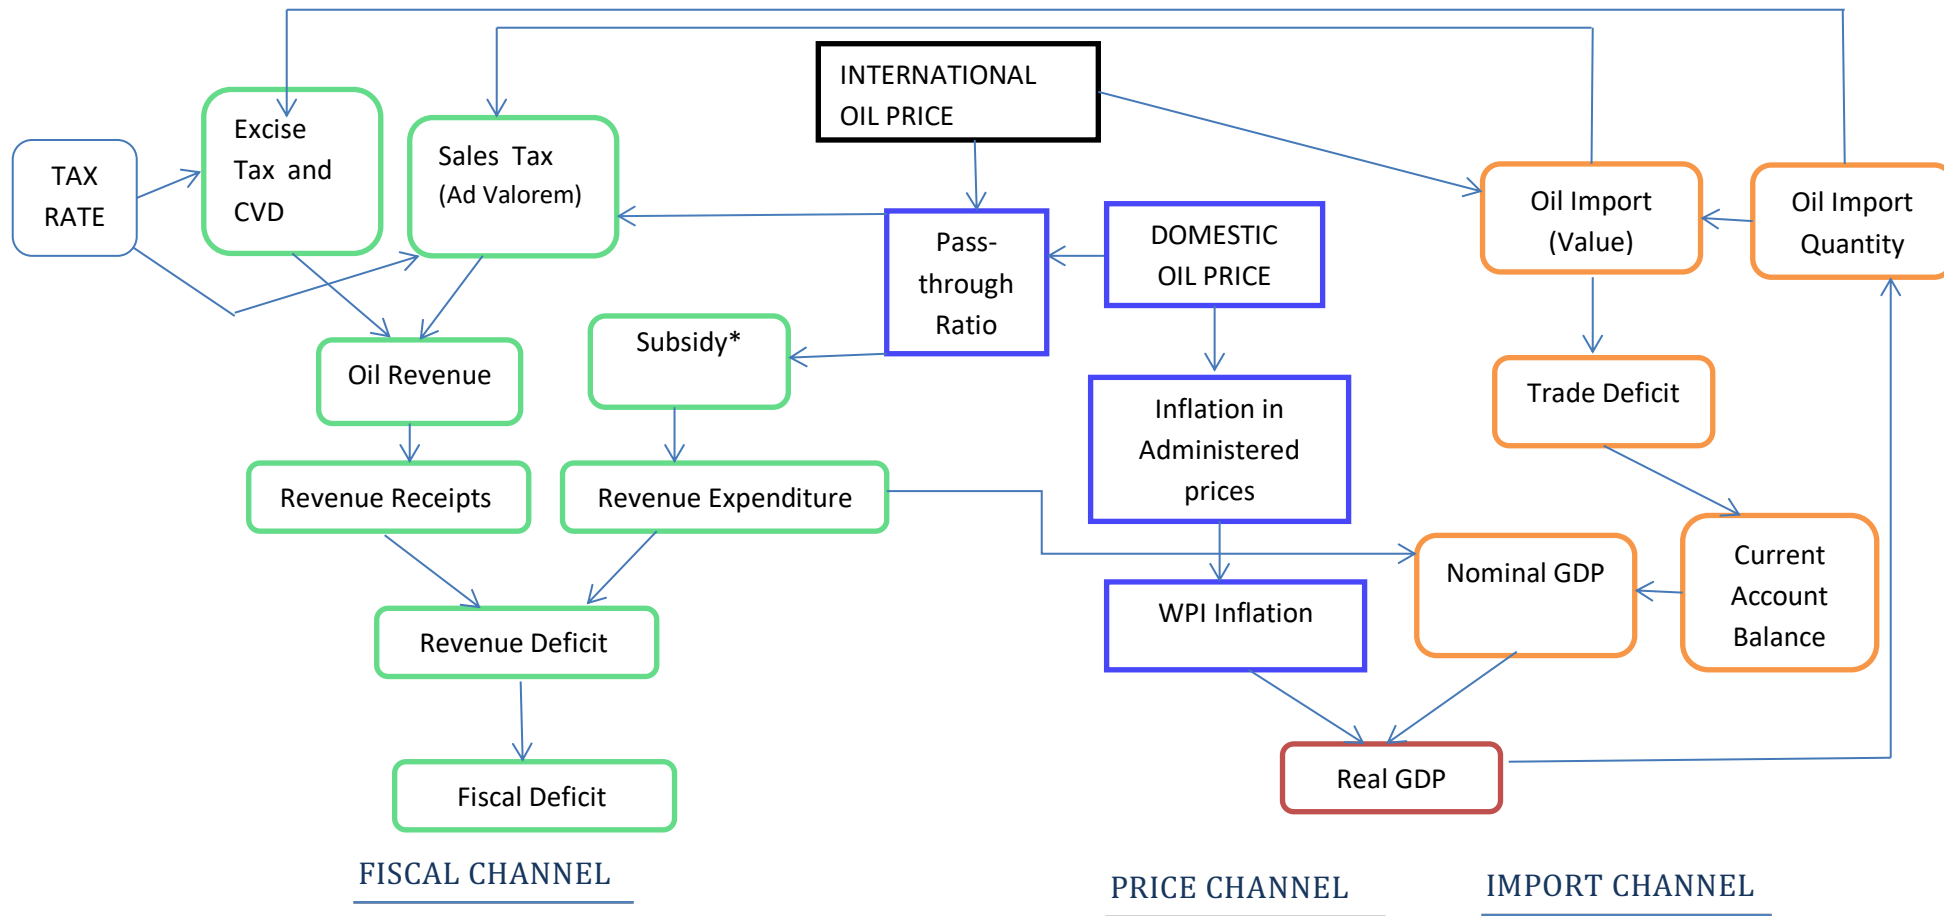 INTERNATIONAL
OIL PRICE
TAX
RATE
Excise
Tax and
CVD
Sales Tax
(Ad Valorem)
Pass-
through
Ratio
DOMESTIC
OIL PRICE
Oil Import
(Value)
Oil Import
Quantity
Oil Revenue
Subsidy*
Inflation in
Administered
prices
Trade Deficit
Revenue Receipts
Revenue Expenditure
Nominal GDP
Current
Account
Balance
WPI Inflation
Revenue Deficit
Real GDP
Fiscal Deficit
FISCAL CHANNEL
PRICE CHANNEL
IMPORT CHANNEL